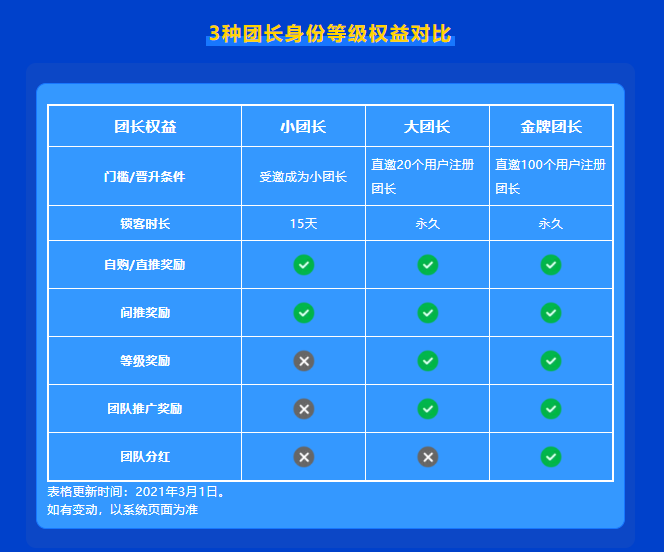 3种团长身份等级权益对比
团长权益 小团长 大团长 金牌团长
门槛/晋升条件 受邀成为小团长 直邀20个用户注册 直邀100个用户注册
团长 团长
锁客时长 15天 永久 永久
自购/直推奖励
间推奖励
等级奖励
团队推广奖励
团队分红
表格更新时间：2021年3月1日。
如有变动，以系统页面为准